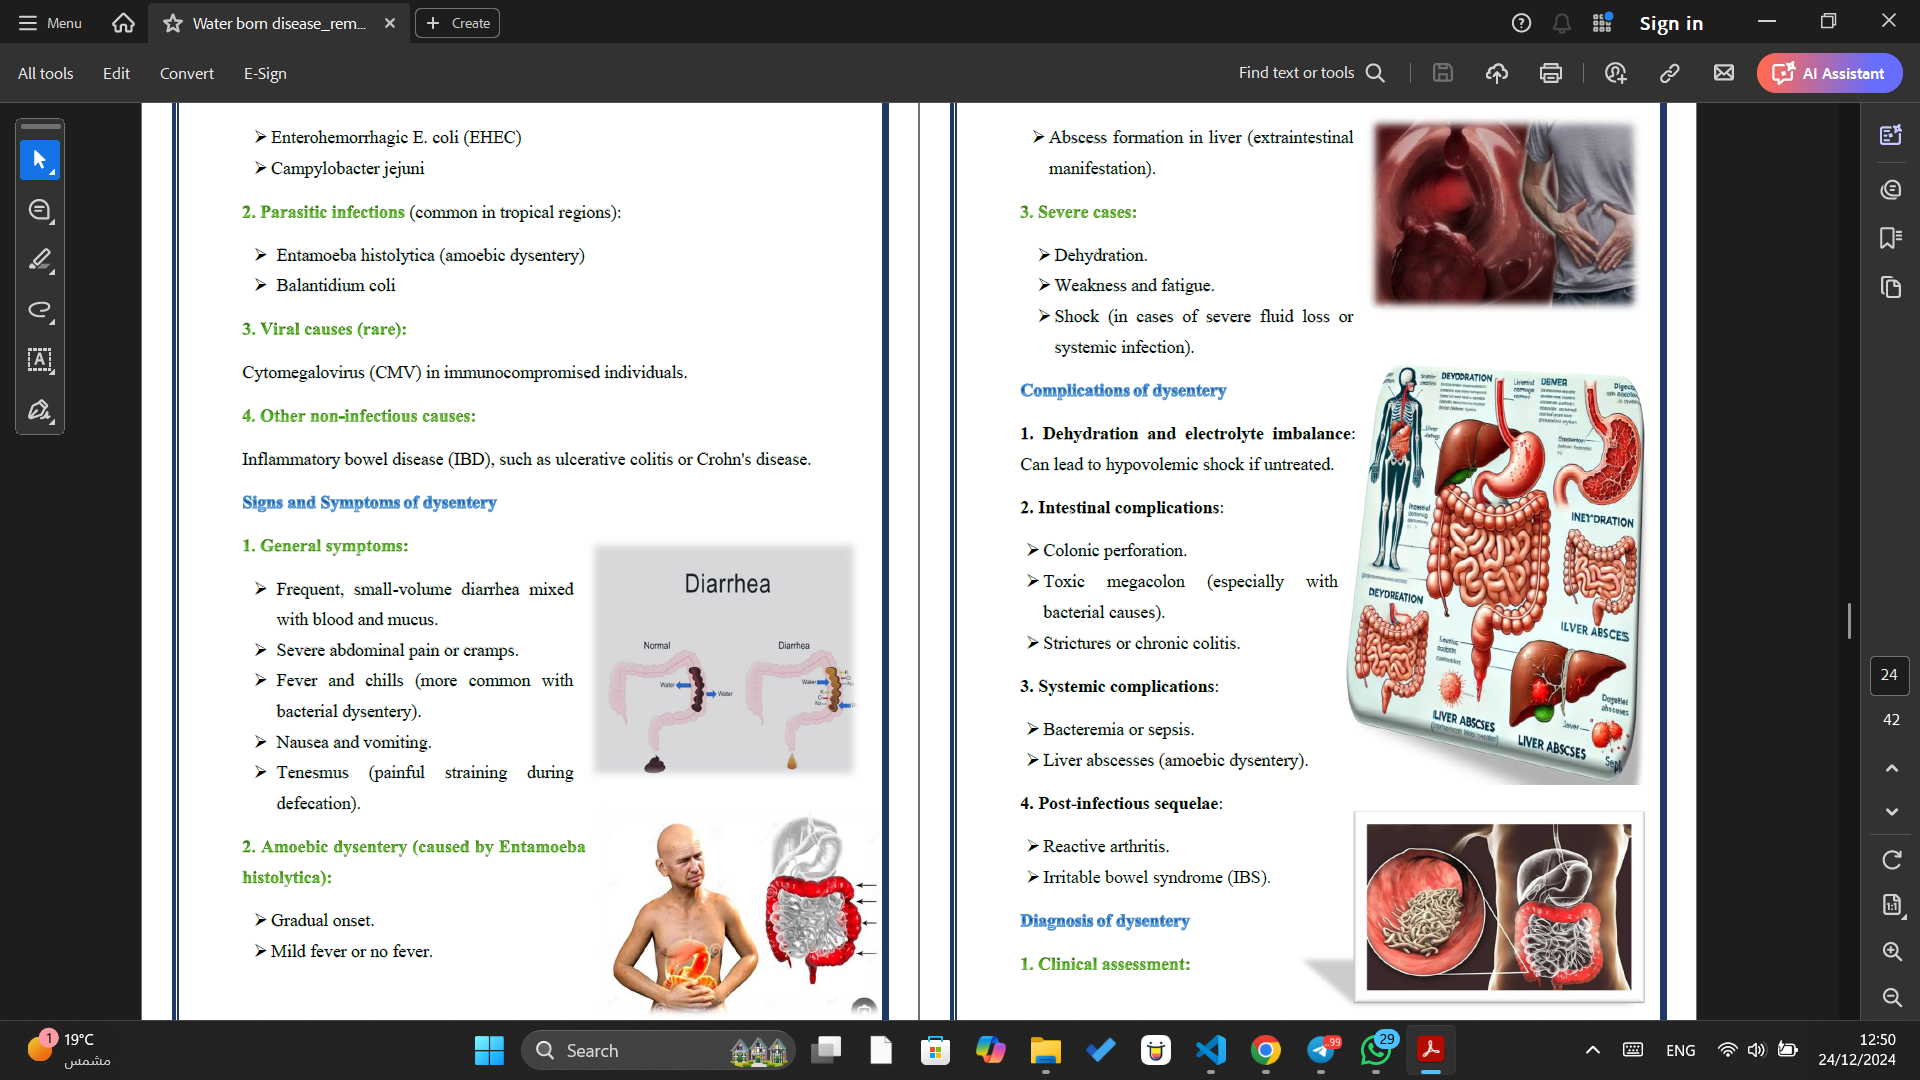 Menu
Water born disease_rem...
Create
Sign in
All tools
Edit
Convert
E-Sign
Find text or tools
AI Assistant
➢ Enterohemorrhagic E. coli (EHEC)
➢ Campylobacter jejuni
2. Parasitic infections (common in tropical regions):
➢ Entamoeba histolytica (amoebic dysentery)
➢ Balantidium coli
3. Viral causes (rare):
Cytomegalovirus (CMV) in immunocompromised individuals.
4. Other non-infectious causes:
Inflammatory bowel disease (IBD), such as ulcerative colitis or Crohn's disease.
Signs and Symptoms of dysentery
1. General symptoms:
➢ Frequent, small-volume diarrhea mixed
with blood and mucus.
➢ Severe abdominal pain or cramps.
➢ Fever and chills (more common with
bacterial dysentery).
➢ Nausea and vomiting.
➢ Tenesmus (painful straining during
defecation).
Diarrhea
Normal
Diarrhea
Water
Water
Water
2. Amoebic dysentery (caused by Entamoeba
histolytica):
➢ Gradual onset.
➢ Mild fever or no fever.
➢ Abscess formation in liver (extraintestinal
manifestation).
3. Severe cases:
➢ Dehydration.
➢ Weakness and fatigue.
➢ Shock (in cases of severe fluid loss or
systemic infection).
Complications of dysentery
1. Dehydration and electrolyte imbalance:
Can lead to hypovolemic shock if untreated.
2. Intestinal complications:
➢ Colonic perforation.
➢ Toxic megacolon (especially with
bacterial causes).
➢ Strictures or chronic colitis.
3. Systemic complications:
➢ Bacteremia or sepsis.
➢ Liver abscesses (amoebic dysentery).
4. Post-infectious sequelae:
➢ Reactive arthritis.
➢ Irritable bowel syndrome (IBS).
Diagnosis of dysentery
1. Clinical assessment:
DEYDREATION
ILVER ABSCES
LIVER ABSCSES
24
42
1
19°C
مشمس
Search
99
29
ENG
12:50
24/12/2024